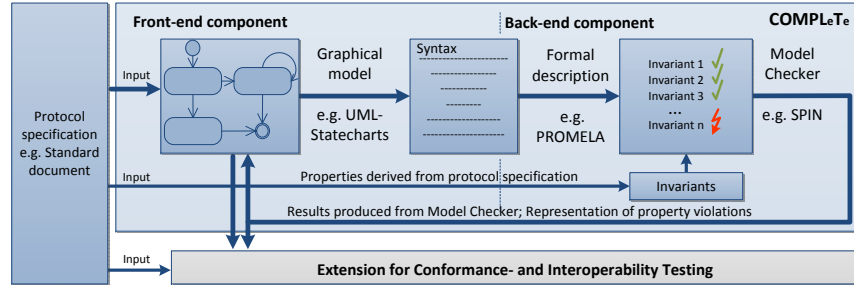 Front-end component
Back-end component
COMPLeTe
Input
Graphical
model
e.g. UML-
Statecharts
Syntax
Formal
description
e.g.
PROMELA
Invariant 1
Invariant 2
Invariant 3
...
Invariant n
Model
Checker
e.g. SPIN
Protocol
specification
e.g. Standard
document
Input
Properties derived from protocol specification
Invariants
Results produced from Model Checker; Representation of property violations
Input
Extension for Conformance- and Interoperability Testing